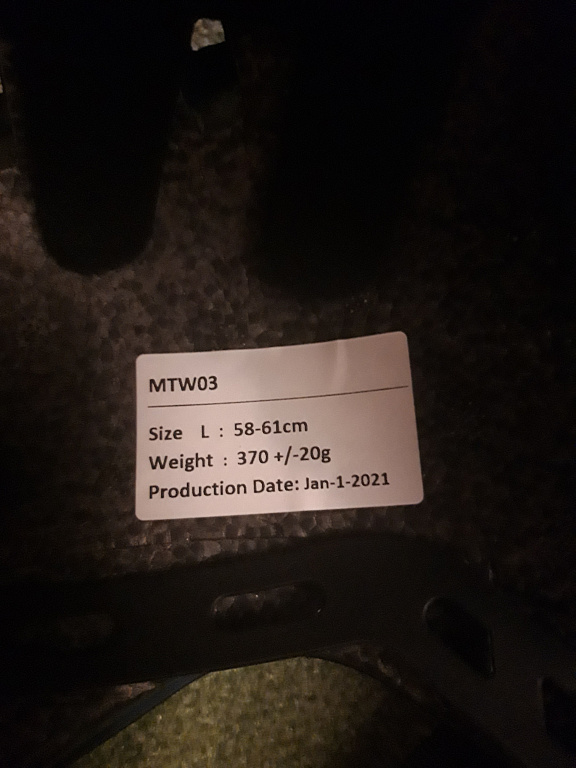 MTW03
Size L : 58-61cm
Weight : 370 +/-20g
Production Date: Jan-1-2021